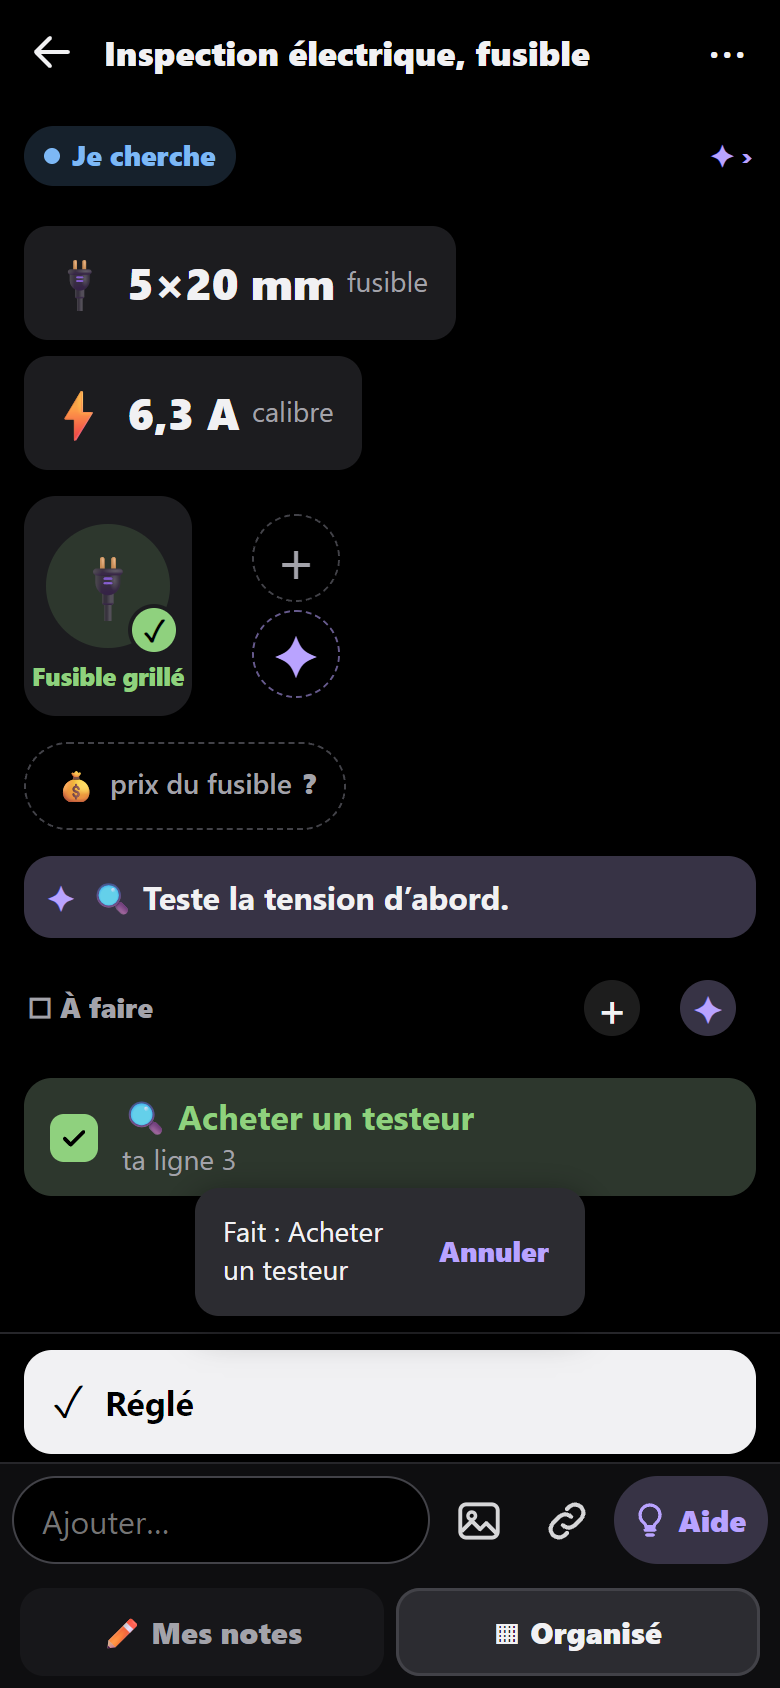 Inspection électrique, fusible
Je cherche
5×20 mm fusible
6,3 A calibre
Fusible grillé
prix du fusible ?
Teste la tension d’abord.
À faire
Acheter un testeur
ta ligne 3
Fait : Acheter
un testeur
Annuler
Réglé
Ajouter...
Aide
Mes notes
Organisé